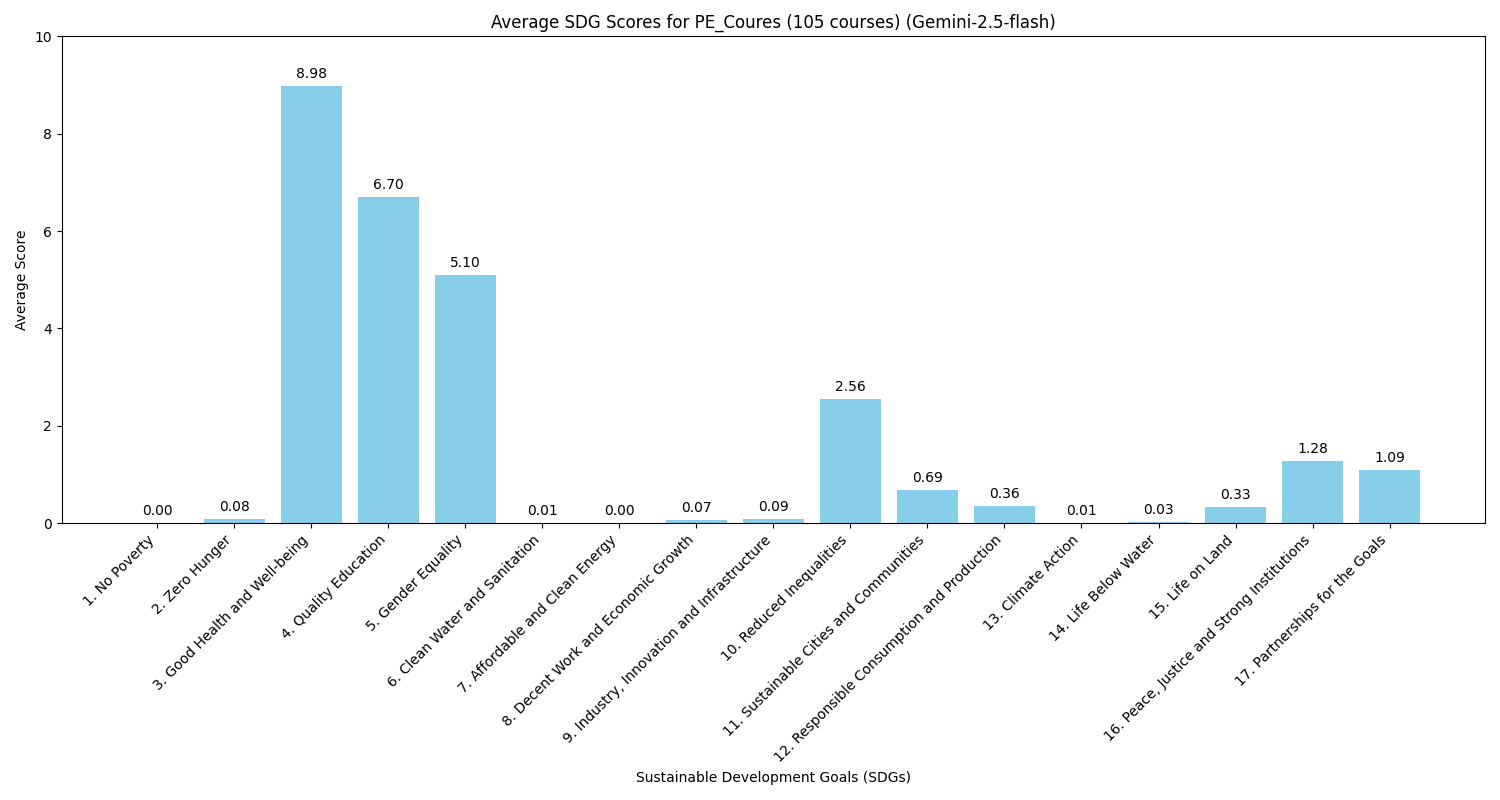 Average SDG Scores for PE_Coures (105 courses) (Gemini-2.5-flash)
Average Score
10
8
6
4
2
0
0.00
0.08
8.98
6.70
5.10
0.01
0.00
0.07
0.09
2.56
0.69
0.36
0.01
0.03
0.33
1.28
1.09
1. No Poverty
2. Zero Hunger
3. Good Health and Well-being
4. Quality Education
5. Gender Equality
6. Clean Water and Sanitation
7. Affordable and Clean Energy
8. Decent Work and Economic Growth
9. Industry, Innovation and Infrastructure
10. Reduced Inequalities
11. Sustainable Cities and Communities
12. Responsible Consumption and Production
13. Climate Action
14. Life Below Water
15. Life on Land
16. Peace, Justice and Strong Institutions
17. Partnerships for the Goals
Sustainable Development Goals (SDGs)